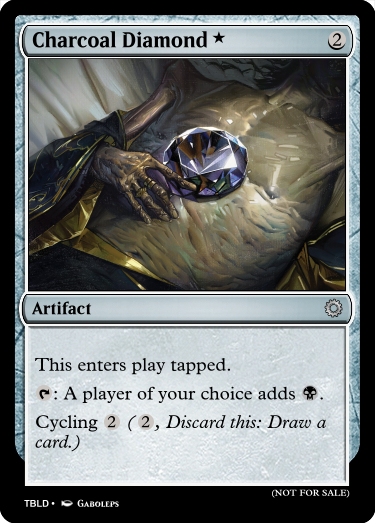 Charcoal Diamond ★ 2
Artifact
This enters play tapped.
: A player of your choice adds .
Cycling 2 ( 2, Discard this: Draw a
card.)
(NOT FOR SALE)
TBLD • Gaboleps